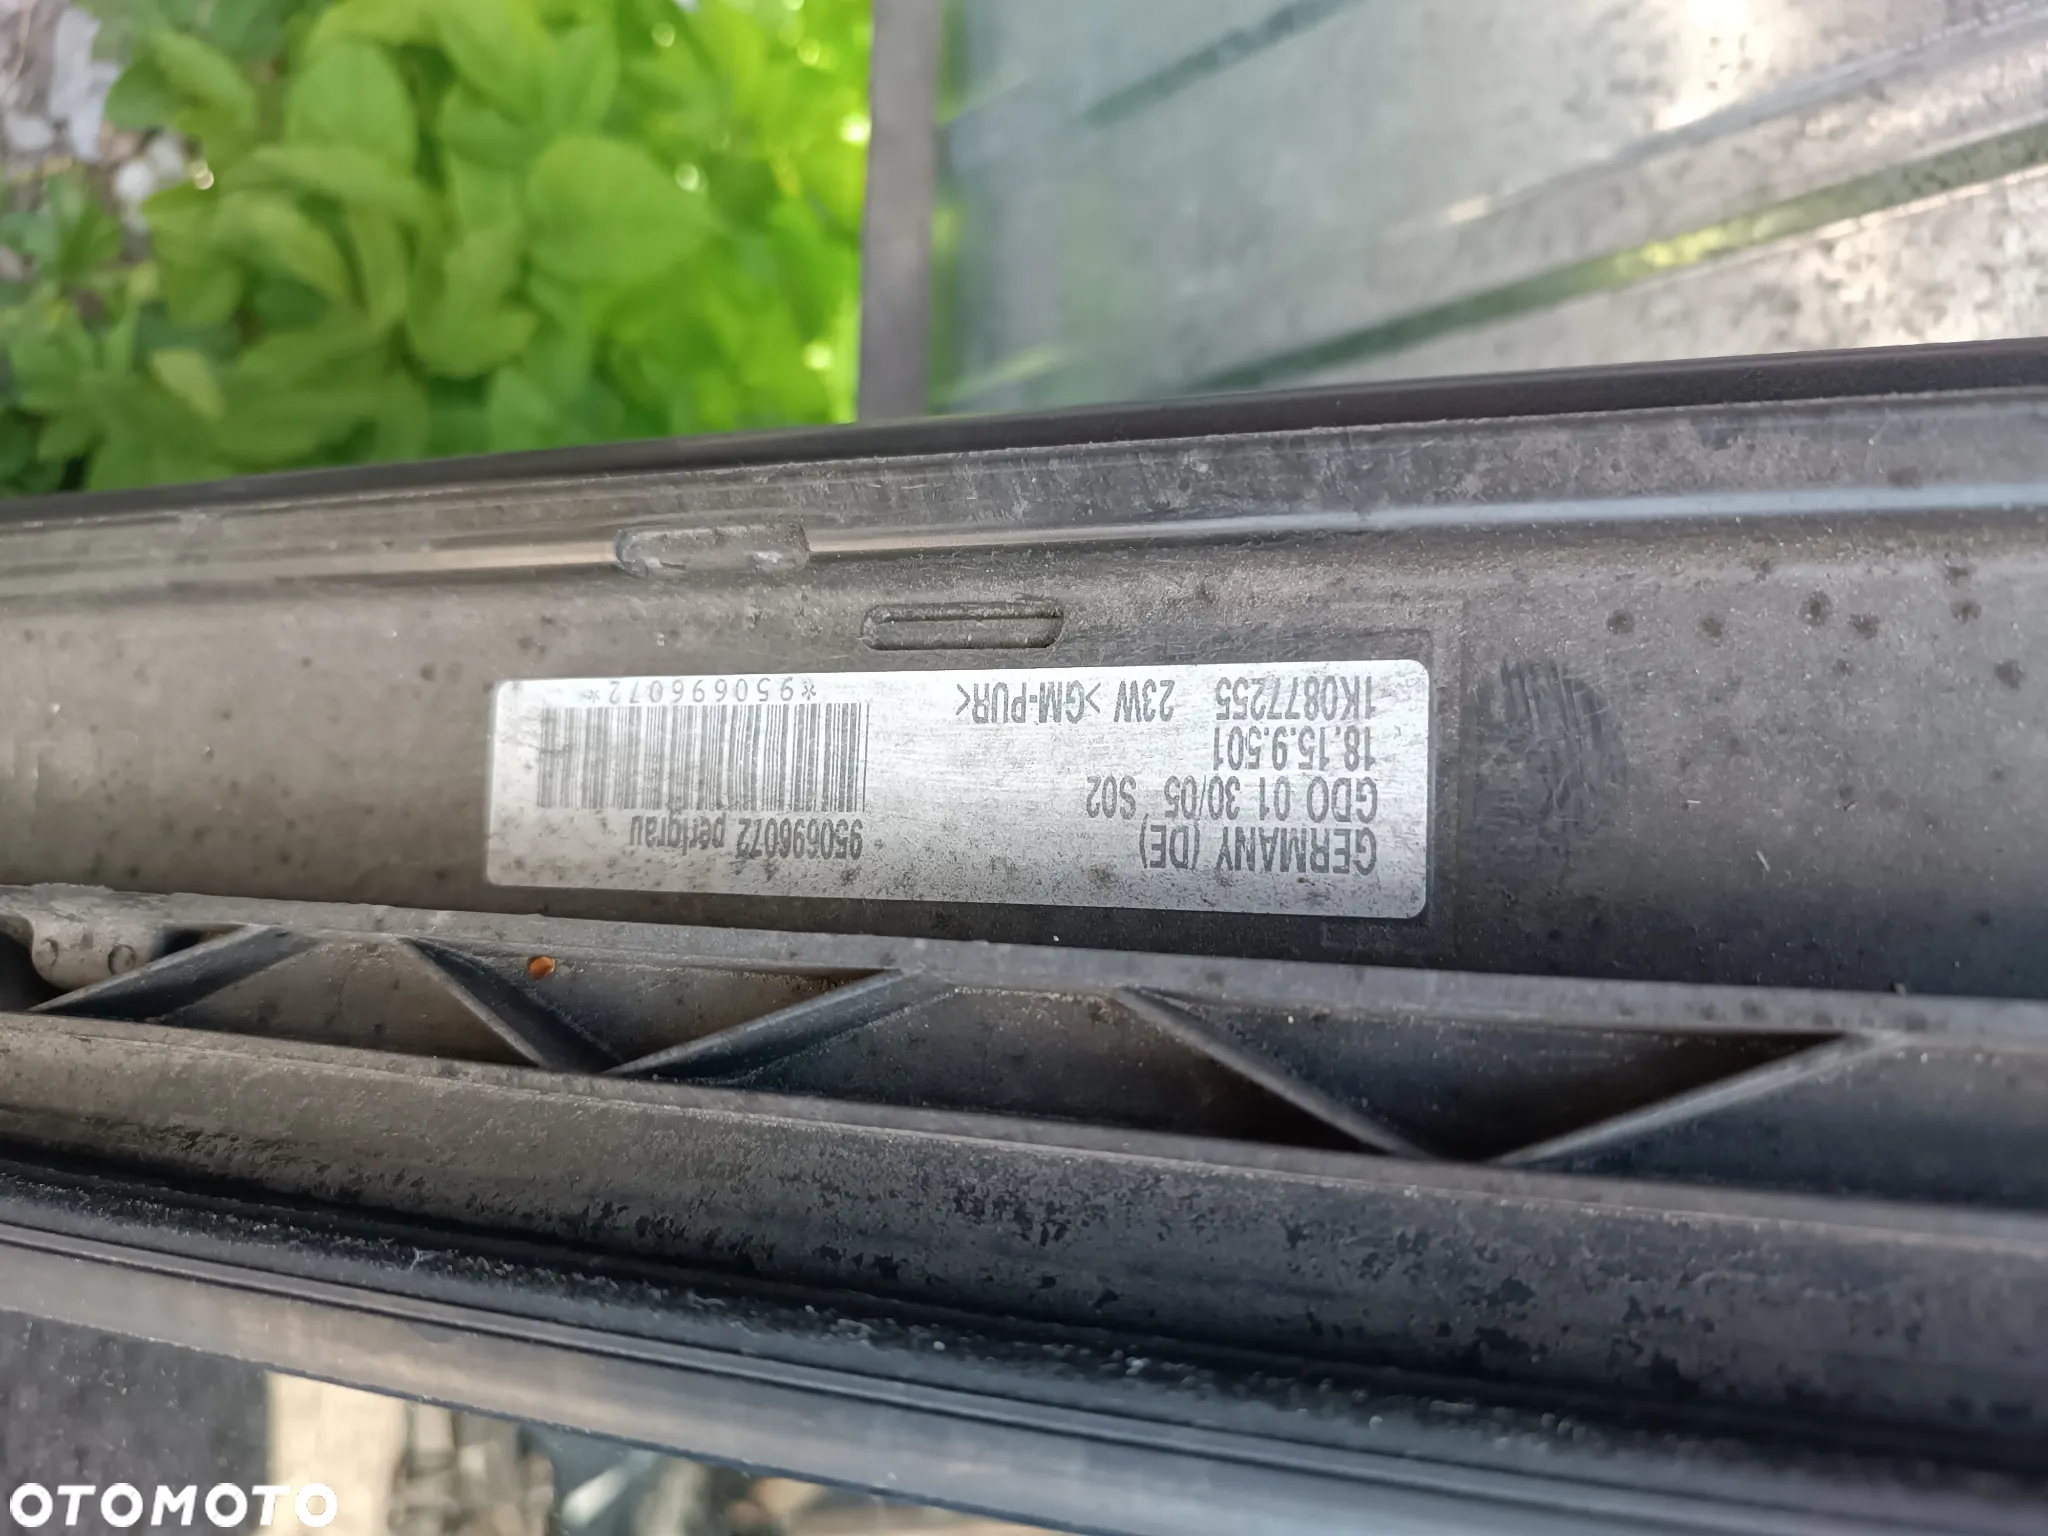 1K0877255 23W >GM-PUR<
18.15.9.501
GDO 01 30/05 S02
GERMANY (DE)
*950696072*
950696072 perlgrau
OTOMOTO